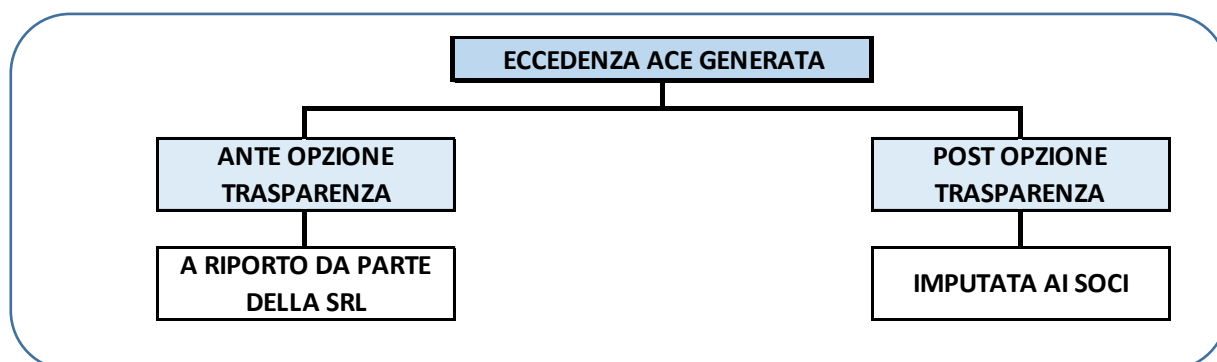 ECCEDENZA ACE GENERATA
ANTE OPZIONE
TRASPARENZA
POST OPZIONE
TRASPARENZA
A RIPORTO DA PARTE
DELLA SRL
IMPUTATA AI SOCI